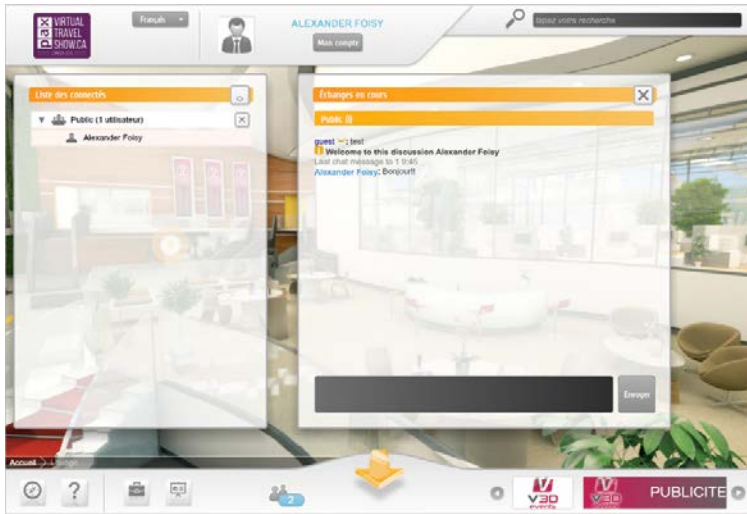 pax
VIRTUAL
TRAVEL
SHOW.CA
Français
ALEXANDER FOISY
Mon compte
tapez votre recherche
Liste des connectés
Public (1 utilisateur)
Alexander Foisy
Échanges en cours
Public
guest : test
Welcome to this discussion Alexander Foisy
Last chat message to 1 9:45
Alexander Foisy: Bonjour!!
Envoyer
Accueil
2
V3D
events
V3D
PUBLICITE